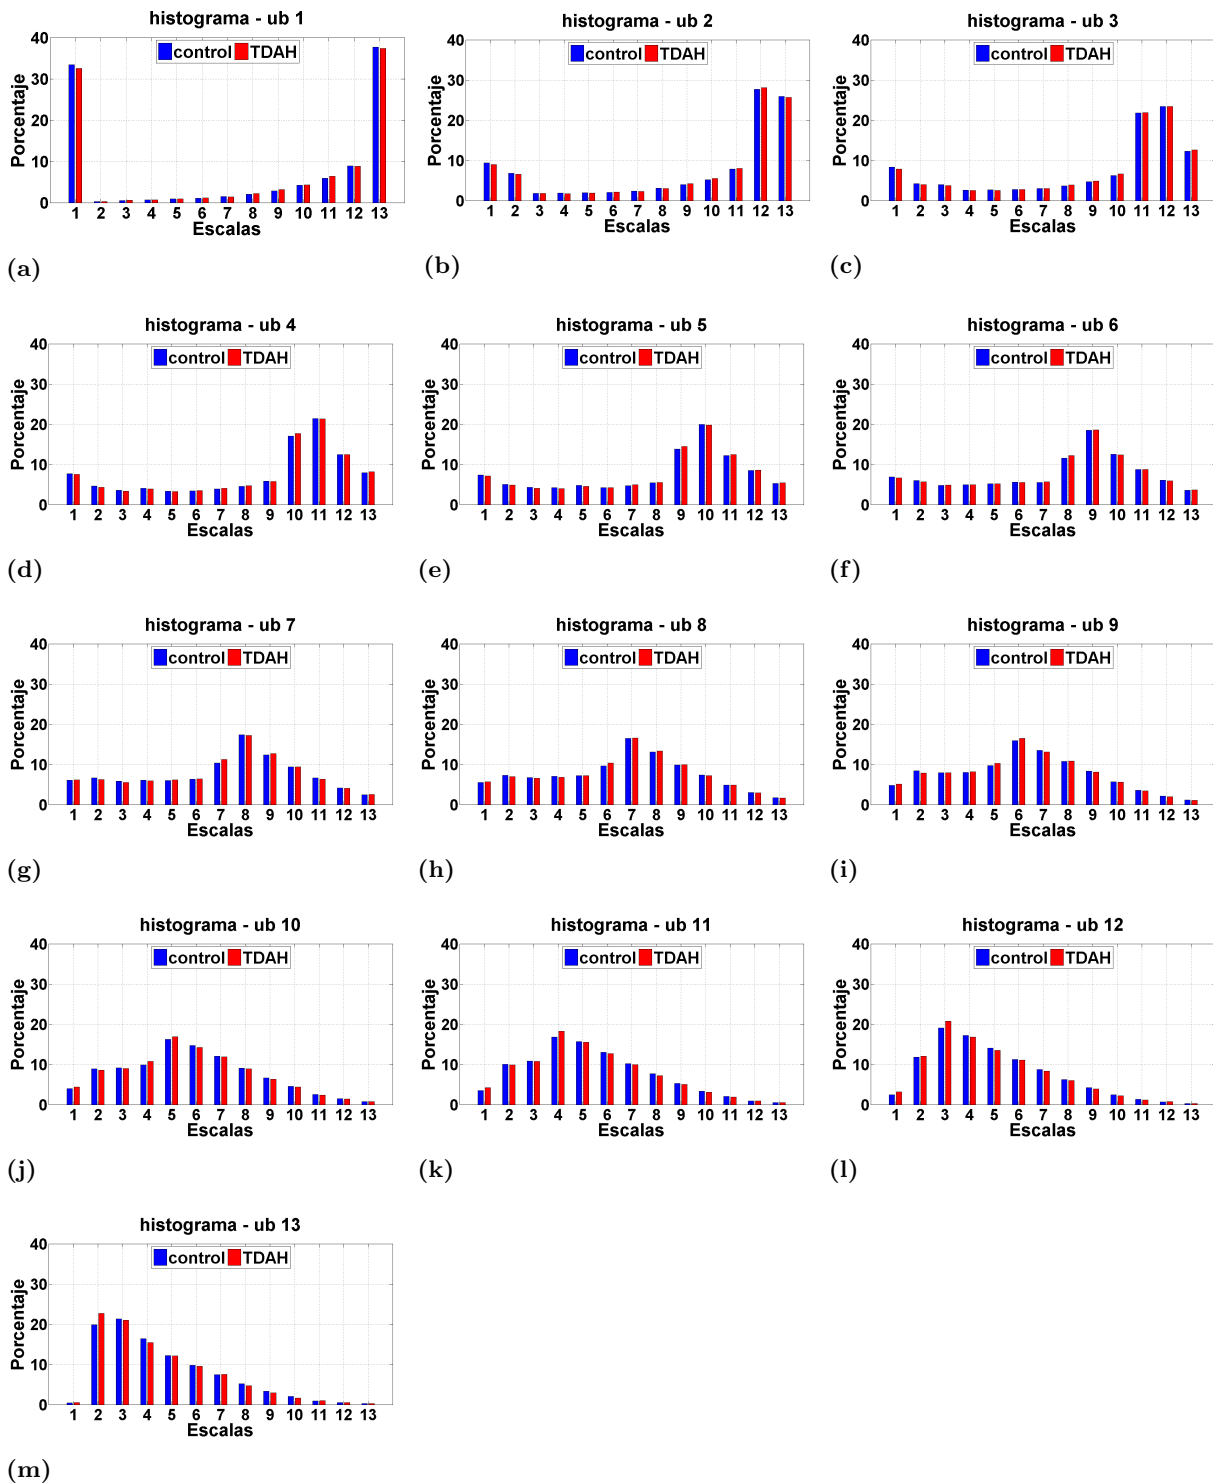 histograma - ub 1
control TDAH
Porcentaje
40
30
20
10
0
1 2 3 4 5 6 7 8 9 10 11 12 13
Escalas
(a)
histograma - ub 2
control TDAH
Porcentaje
40
30
20
10
0
1 2 3 4 5 6 7 8 9 10 11 12 13
Escalas
(b)
histograma - ub 3
control TDAH
Porcentaje
40
30
20
10
0
1 2 3 4 5 6 7 8 9 10 11 12 13
Escalas
(c)
histograma - ub 4
control TDAH
Porcentaje
40
30
20
10
0
1 2 3 4 5 6 7 8 9 10 11 12 13
Escalas
(d)
histograma - ub 5
control TDAH
Porcentaje
40
30
20
10
0
1 2 3 4 5 6 7 8 9 10 11 12 13
Escalas
(e)
histograma - ub 6
control TDAH
Porcentaje
40
30
20
10
0
1 2 3 4 5 6 7 8 9 10 11 12 13
Escalas
(f)
histograma - ub 7
control TDAH
Porcentaje
40
30
20
10
0
1 2 3 4 5 6 7 8 9 10 11 12 13
Escalas
(g)
histograma - ub 8
control TDAH
Porcentaje
40
30
20
10
0
1 2 3 4 5 6 7 8 9 10 11 12 13
Escalas
(h)
histograma - ub 9
control TDAH
Porcentaje
40
30
20
10
0
1 2 3 4 5 6 7 8 9 10 11 12 13
Escalas
(i)
histograma - ub 10
control TDAH
Porcentaje
40
30
20
10
0
1 2 3 4 5 6 7 8 9 10 11 12 13
Escalas
(j)
histograma - ub 11
control TDAH
Porcentaje
40
30
20
10
0
1 2 3 4 5 6 7 8 9 10 11 12 13
Escalas
(k)
histograma - ub 12
control TDAH
Porcentaje
40
30
20
10
0
1 2 3 4 5 6 7 8 9 10 11 12 13
Escalas
(l)
histograma - ub 13
control TDAH
Porcentaje
40
30
20
10
0
1 2 3 4 5 6 7 8 9 10 11 12 13
Escalas
(m)